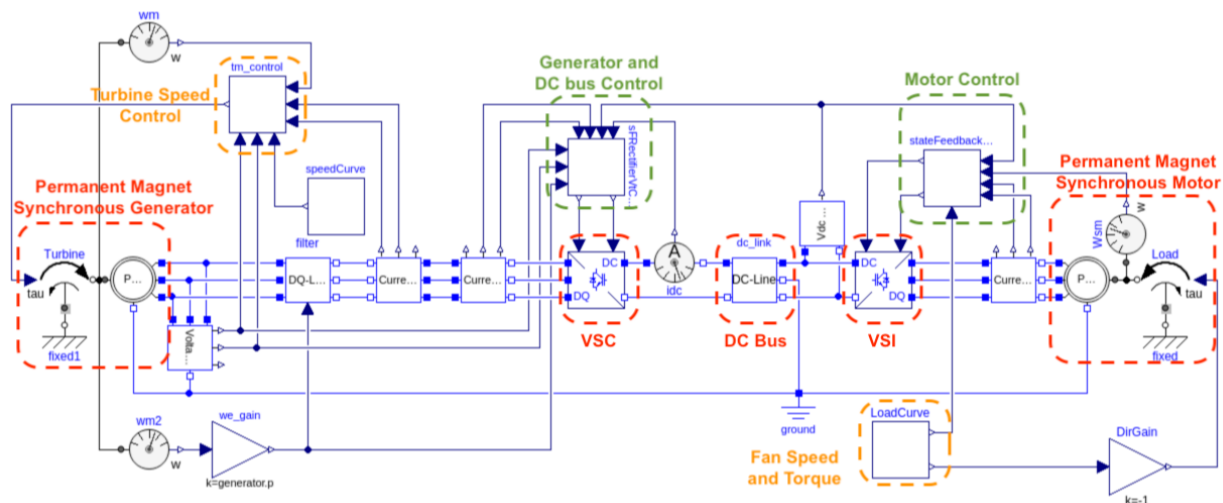 wm
w
tm_control
Turbine Speed
Control
speedCurve
filter
Generator and
DC bus Control
sFRectifierVtC...
Motor Control
stateFeedback...
Permanent Magnet
Synchronous Generator
Permanent Magnet
Synchronous Motor
Turbine
tau
fixed1
P...
Volta...
DQ-L...
Curre...
Curre...
DC
DQ
VSC
A
idc
Vdc ...
dc_link
DC-Line
DC Bus
DC
DQ
VSI
Curre...
P...
w
Wsm
Load
tau
fixed
wm2
w
we_gain
k=generator.p
ground
LoadCurve
Fan Speed
and Torque
DirGain
k=-1